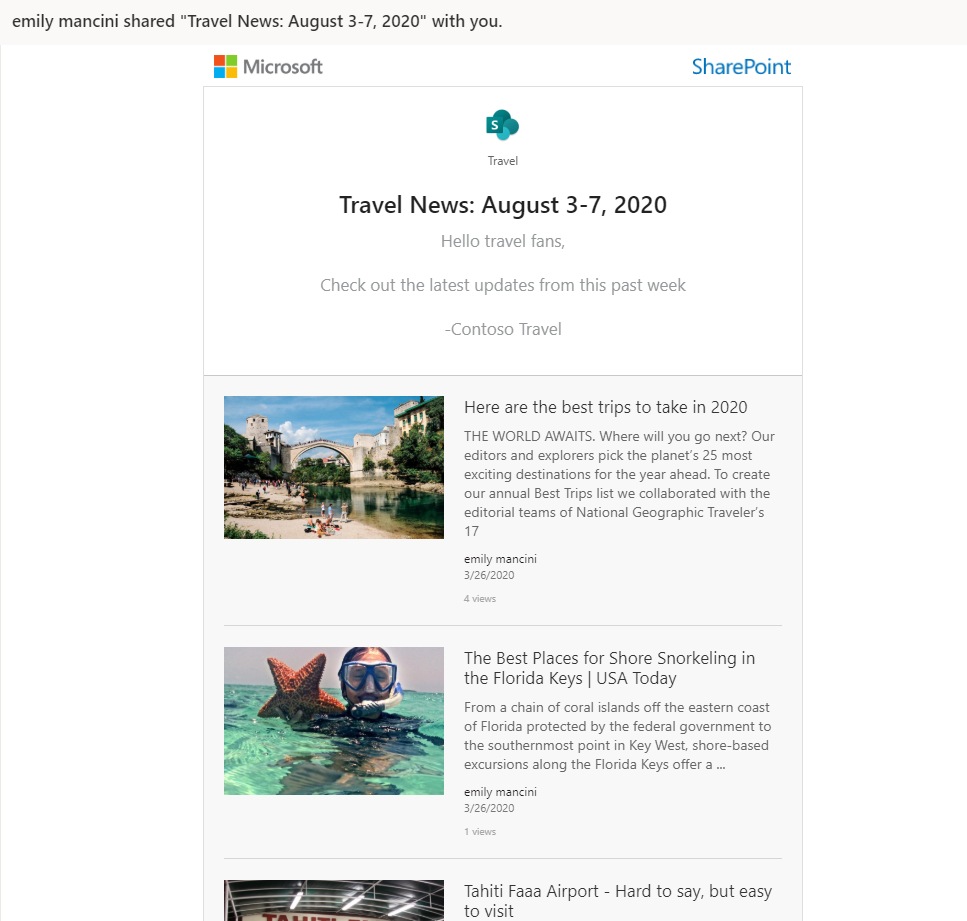 emily mancini shared "Travel News: August 3-7, 2020" with you.
Microsoft
SharePoint
S
Travel
Travel News: August 3-7, 2020
Hello travel fans,
Check out the latest updates from this past week
-Contoso Travel
Here are the best trips to take in 2020
THE WORLD AWAITS. Where will you go next? Our
editors and explorers pick the planet’s 25 most
exciting destinations for the year ahead. To create
our annual Best Trips list we collaborated with the
editorial teams of National Geographic Traveler’s
17
emily mancini
3/26/2020
4 views
The Best Places for Shore Snorkeling in
the Florida Keys | USA Today
From a chain of coral islands off the eastern coast
of Florida protected by the federal government to
the southernmost point in Key West, shore-based
excursions along the Florida Keys offer a ...
emily mancini
3/26/2020
1 views
Tahiti Faaa Airport - Hard to say, but easy
to visit